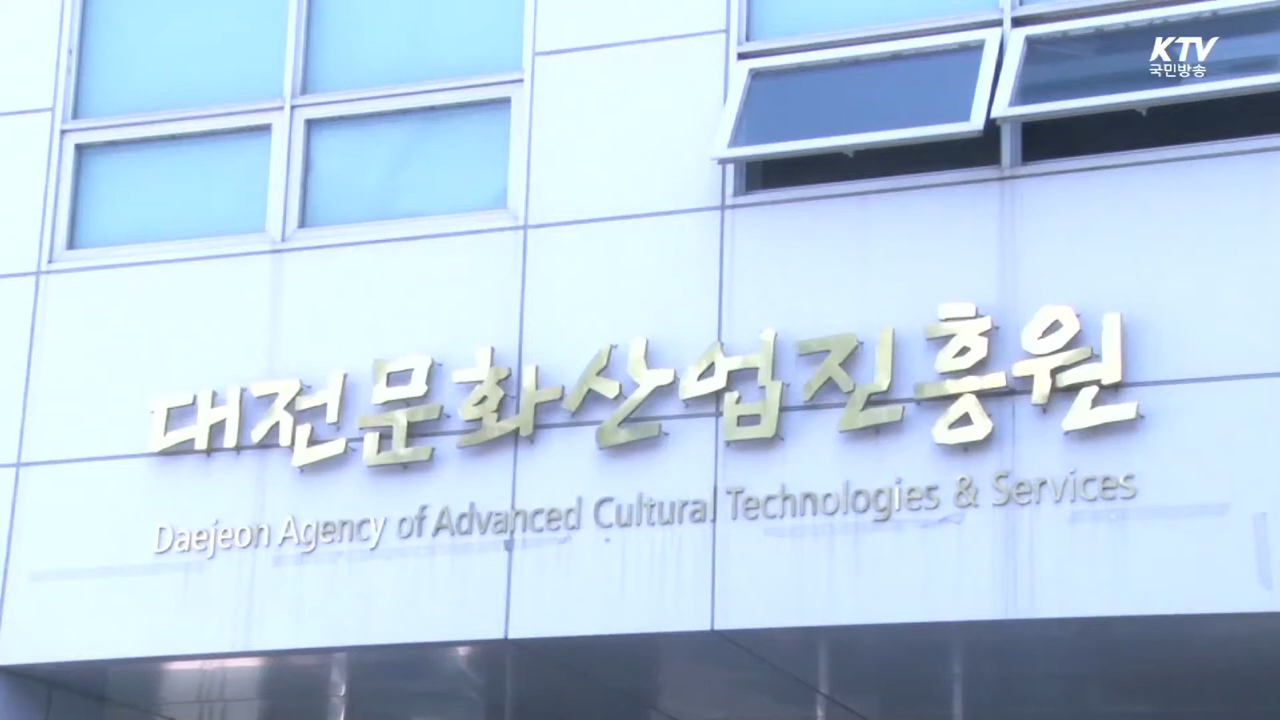 KTV
국민방송
대전문화산업진흥원
Daejeon Agency of Advanced Cultural Technologies & Services